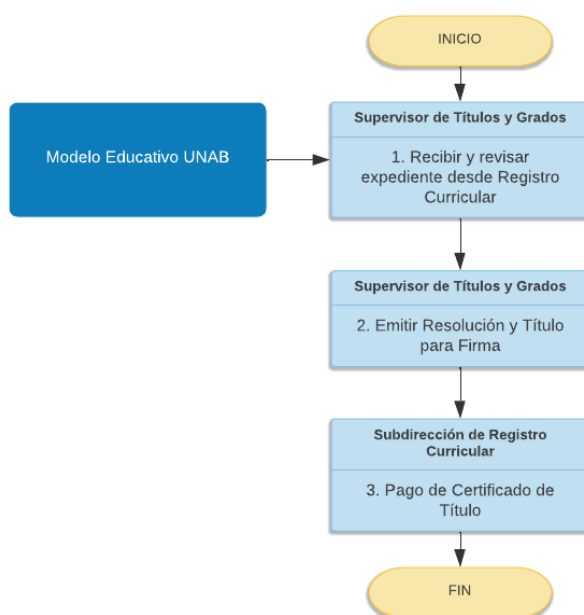 INICIO
Supervisor de Títulos y Grados
Modelo Educativo UNAB
1. Recibir y revisar
expediente desde Registro
Curricular
Supervisor de Títulos y Grados
2. Emitir Resolución y Título
para Firma
Subdirección de Registro
Curricular
3. Pago de Certificado de
Título
FIN